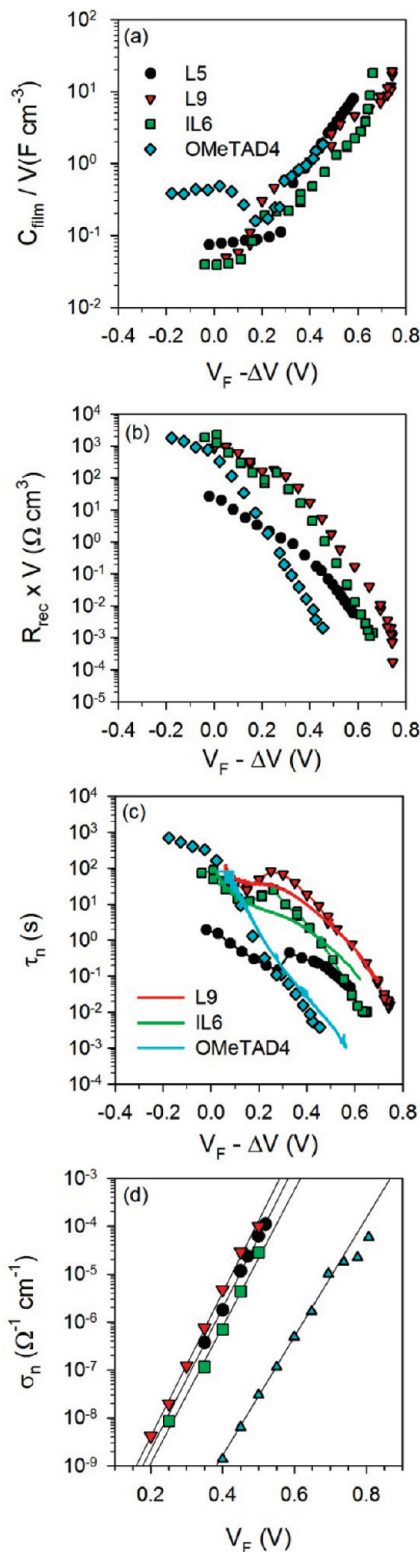 (a)
L5
L9
IL6
OMeTAD4
C_film / V(F cm⁻³)
10²
10¹
10⁰
10⁻¹
10⁻²
-0.4 -0.2 0.0 0.2 0.4 0.6 0.8
V_F -ΔV (V)
(b)
R_rec x V (Ω cm³)
10⁴
10³
10²
10¹
10⁰
10⁻¹
10⁻²
10⁻³
10⁻⁴
10⁻⁵
-0.4 -0.2 0.0 0.2 0.4 0.6 0.8
V_F -ΔV (V)
(c)
τ_n (s)
10⁴
10³
10²
10¹
10⁰
10⁻¹
10⁻²
10⁻³
10⁻⁴
L9
IL6
OMeTAD4
-0.4 -0.2 0.0 0.2 0.4 0.6 0.8
V_F -ΔV (V)
(d)
σ_n (Ω⁻¹ cm⁻¹)
10⁻³
10⁻⁴
10⁻⁵
10⁻⁶
10⁻⁷
10⁻⁸
10⁻⁹
0.2 0.4 0.6 0.8
V_F (V)